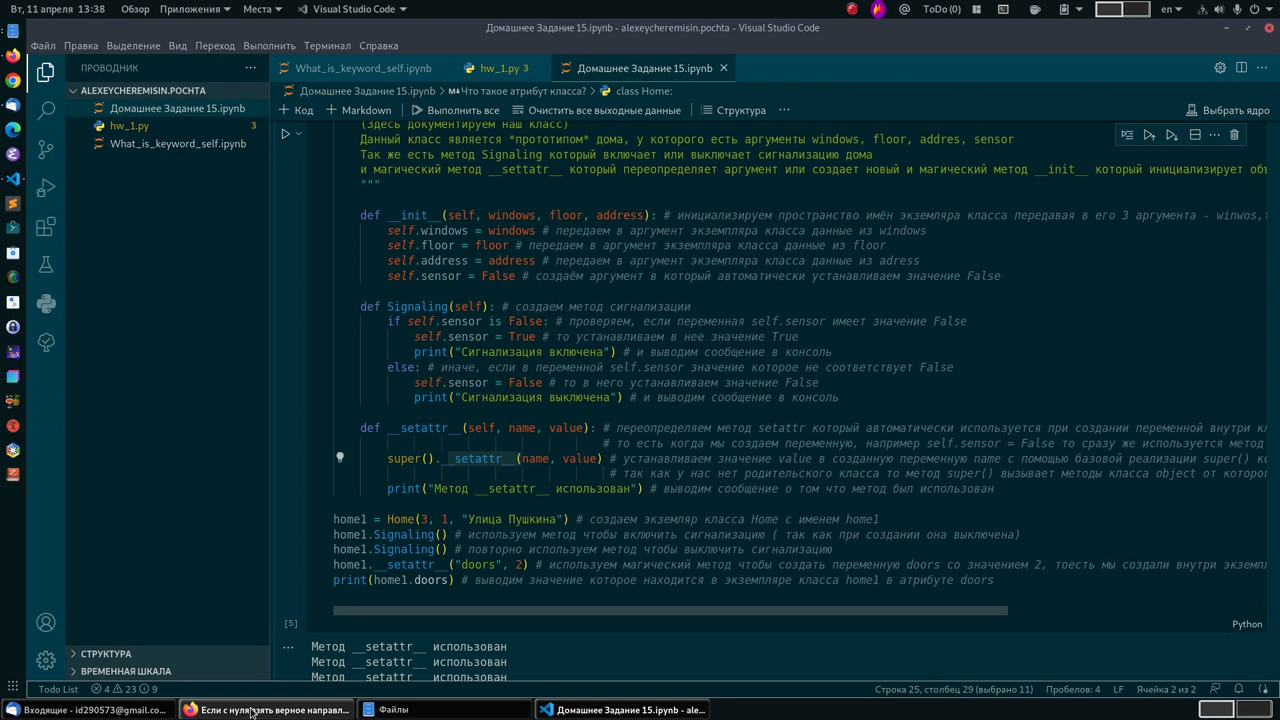 Вт, 11 апреля 13:38 Обзор Приложения Места Visual Studio Code ToDo (0) en
Домашнее Задание 15.ipynb - alexeycheremisin.pochta - Visual Studio Code
Файл Правка Выделение Вид Переход Выполнить Терминал Справка
ПРОВОДНИК
What_is_keyword_self.ipynb hw_1.py 3 Домашнее Задание 15.ipynb
ALEXEYCHEREMISIN.POCHTA
Домашнее Задание 15.ipynb > Что такое атрибут класса? > class Home:
Домашнее Задание 15.ipynb
hw_1.py 3
What_is_keyword_self.ipynb
+ Код + Markdown Выполнить все Очистить все выходные данные Структура ... Выбрать ядро
(Здесь документируем наш класс)
Данный класс является *прототипом* дома, у которого есть аргументы windows, floor, addres, sensor
Так же есть метод Signaling который включает или выключает сигнализацию дома
и магический метод __settatr__ который переопределяет аргумент или создает новый и магический метод __init__ который инициализирует
"""
def __init__(self, windows, floor, address): # инициализируем пространство имён экземляра класса передавая в его 3 аргумента - winwos,
self.windows = windows # передаем в аргумент экземпляра класса данные из windows
self.floor = floor # передаем в аргумент экземпляра класса данные из floor
self.address = address # передаём в аргумент экземпляра класса данные из adress
self.sensor = False # создаём аргумент в который автоматически устанавливаем значение False
def Signaling(self): # создаем метод сигнализации
if self.sensor is False: # проверяем, если переменная self.sensor имеет значение False
self.sensor = True # то устанавливаем в нее значение True
print("Сигнализация включена") # и выводим сообщение в консоль
else: # иначе, если в переменной self.sensor значение которое не соответствует False
self.sensor = False # то в него устанавливаем значение False
print("Сигнализация выключена") # и выводим сообщение в консоль
def __setattr__(self, name, value): # переопределяем метод setattr который автоматически используется при создании переменной внутри
# то есть когда мы создаем переменную, например self.sensor = False то сразу же используется метод
super().__setattr__(name, value) # устанавливаем значение value в созданную переменную name с помощью базовой реализации super()
# так как у нас нет родительского класса то метод super() вызывает методы класса object от
print("Метод __setattr__ использован") # выводим сообщение о том что метод был использован
home1 = Home(3, 1, "Улица Пушкина") # создаем экземляр класса Home с именем home1
home1.Signaling() # используем метод чтобы включить сигнализацию ( так как при создании она выключена)
home1.Signaling() # повторно используем метод чтобы выключить сигнализацию
home1.__setattr__("doors", 2) # используем магический метод чтобы создать переменную doors со значением 2, тоесть мы создали внутри
print(home1.doors) # выводим значение которое находится в экземпляре класса home1 в атрибуте doors
[5] Python
Метод __setattr__ использован
Метод __setattr__ использован
Метод __setattr__ использован
СТРУКТУРА
ВРЕМЕННАЯ ШКАЛА
Todo List 4 23 9 Строка 25, столбец 29 (выбрано 11) Пробелов: 4 LF Ячейка 2 из 2
Входящие - id290573@gmail.co... Если с нуля взять верное направл... Файлы Домашнее Задание 15.ipynb - ale...